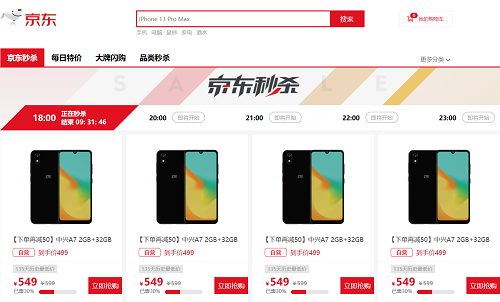 京东
iPhone 13 Pro Max
搜索
0
我的购物车
手机 电脑 鼠标 家电 酒水
京东秒杀 每日特价 大牌闪购 品类秒杀 更多分类
SALE
京东秒杀
18:00 正在秒杀
结束 09: 31: 46
20:00 即将开始 21:00 即将开始 22:00 即将开始 23:00 即将开始
ZTE ZTE ZTE ZTE
【下单再减50】中兴A7 2GB+32GB 【下单再减50】中兴A7 2GB+32GB 【下单再减50】中兴A7 2GB+32GB 【下单再减50】中兴A7 2GB+32GB
自营 到手价499 自营 到手价499 自营 到手价499 自营 到手价499
135天历史最低价 135天历史最低价 135天历史最低价 135天历史最低价
¥549 ¥599 ¥549 ¥599 ¥549 ¥599 ¥549 ¥599
已售30% 立即抢购 已售30% 立即抢购 已售30% 立即抢购 已售30% 立即抢购